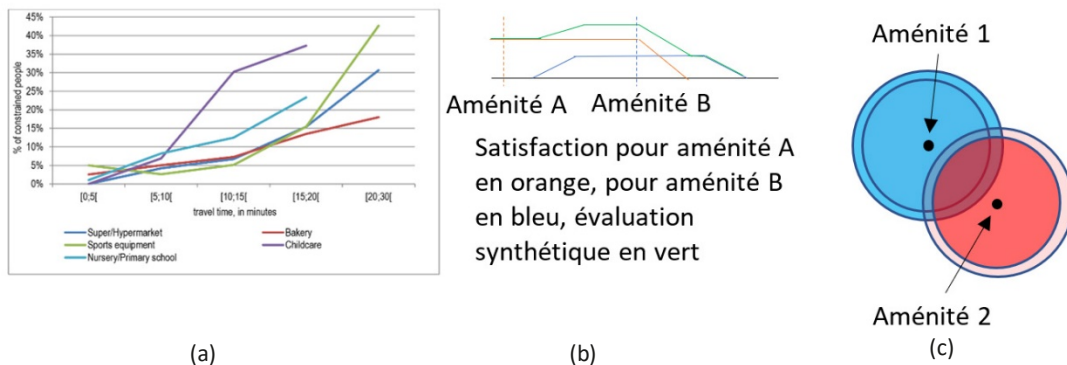 45%
40%
35%
30%
25%
20%
15%
10%
5%
0%
% of constrained people
[0;5[
[5;10[
[10;15[
[15;20[
[20;30[
travel time, in minutes
Super/Hypermarket
Bakery
Sports equipment
Childcare
Nursery/Primary school
(a)
Aménité A
Aménité B
Satisfaction pour aménité A
en orange, pour aménité B
en bleu, évaluation
synthétique en vert
(b)
Aménité 1
Aménité 2
(c)